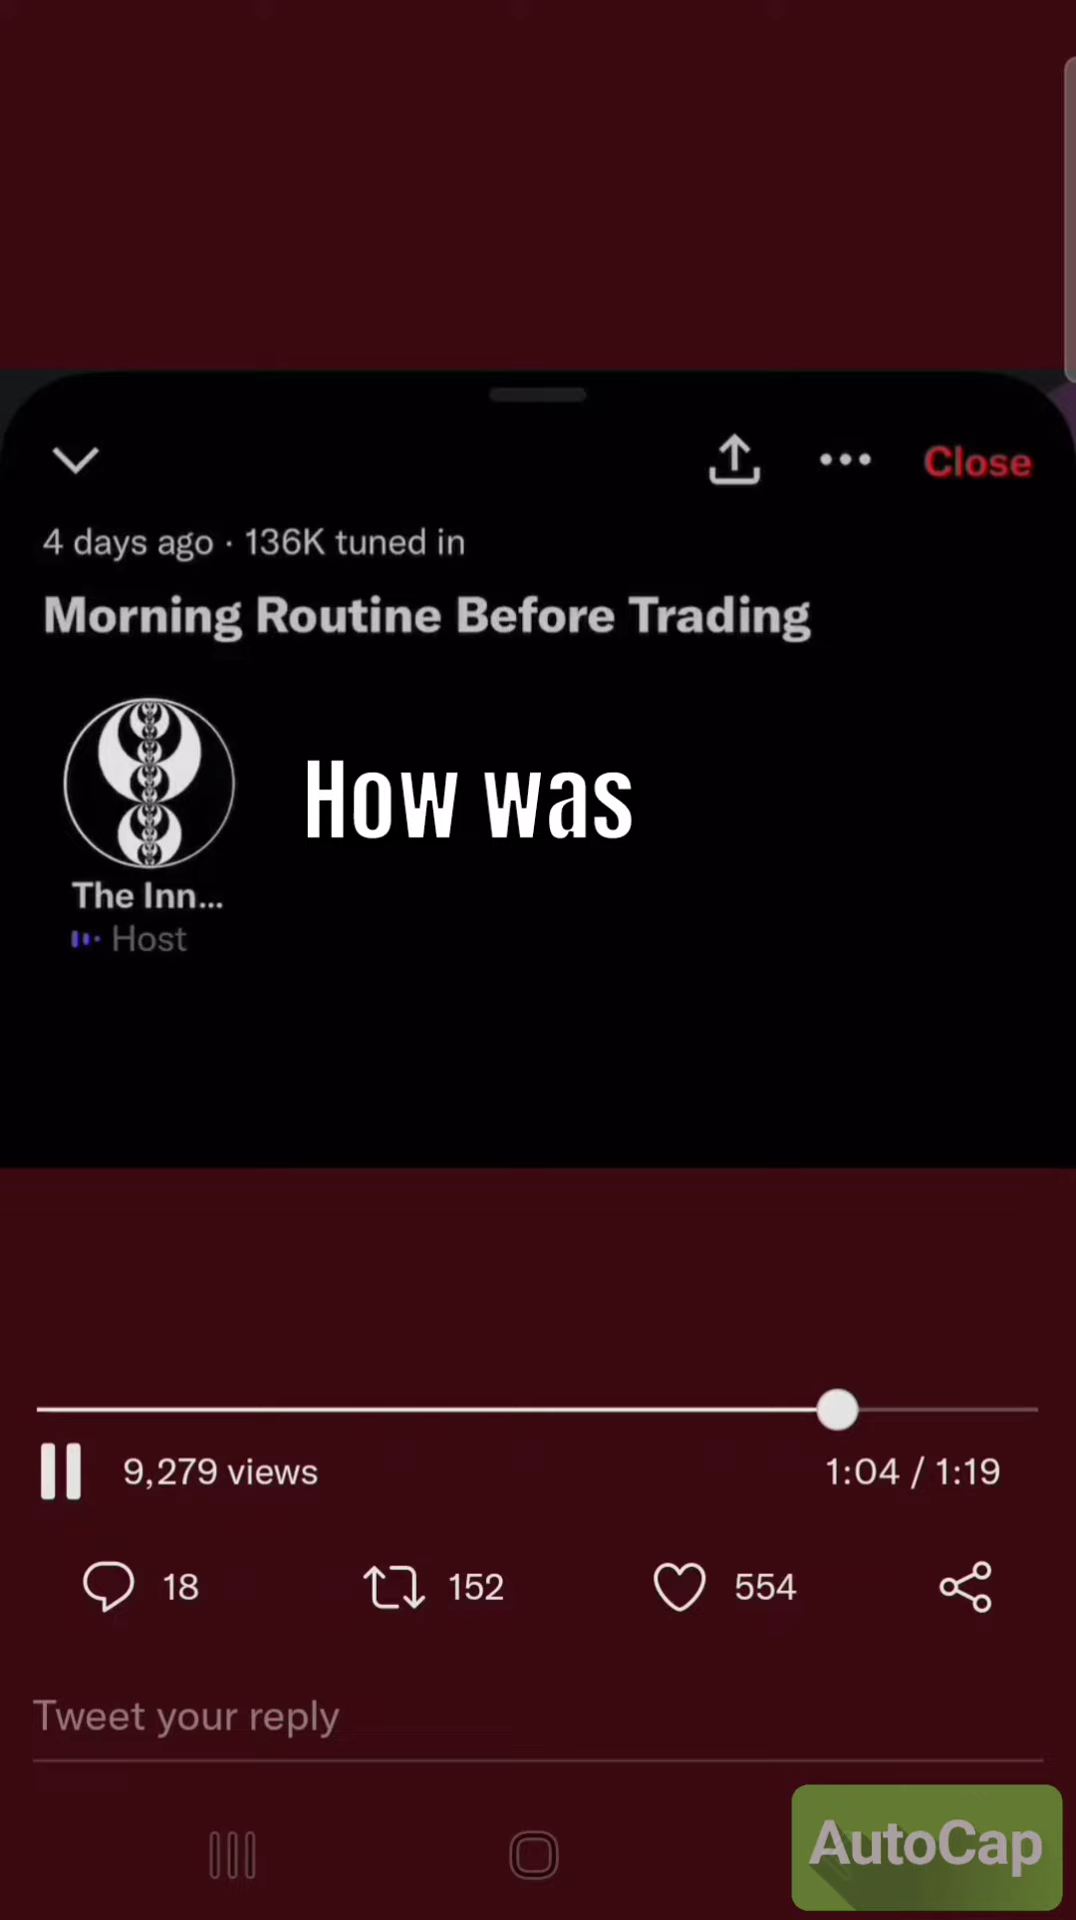 Close
4 days ago · 136K tuned in
Morning Routine Before Trading
How was
The Inn...
Host
9,279 views
1:04 / 1:19
18
152
554
Tweet your reply
AutoCap